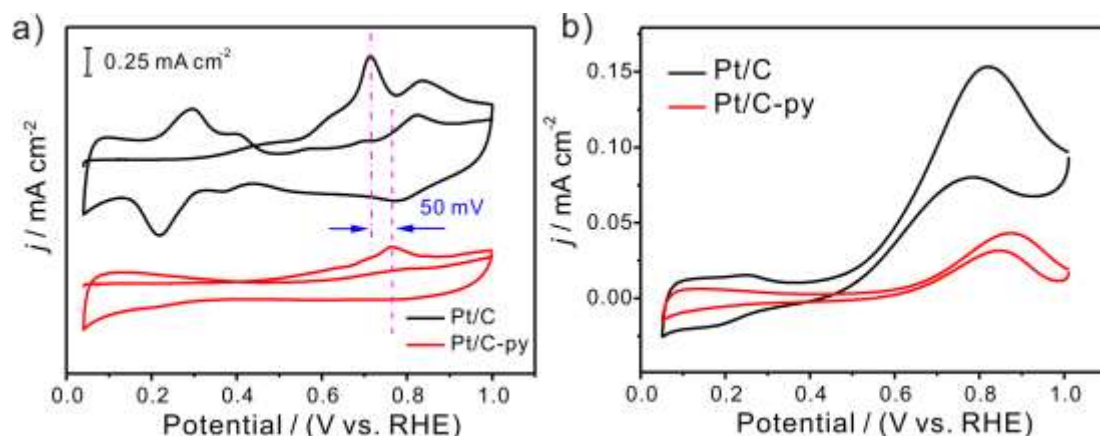 a)
0.25 mA cm⁻²
j / mA cm⁻²
50 mV
Pt/C
Pt/C-py
0.0 0.2 0.4 0.6 0.8 1.0
Potential / (V vs. RHE)
b)
Pt/C
Pt/C-py
j / mA cm⁻²
0.15
0.10
0.05
0.00
0.0 0.2 0.4 0.6 0.8 1.0
Potential / (V vs. RHE)